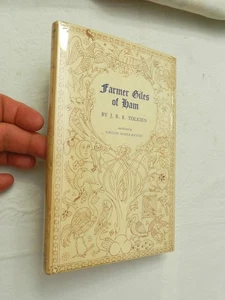 Farmer Giles
of Ham
BY J. R. R. TOLKIEN